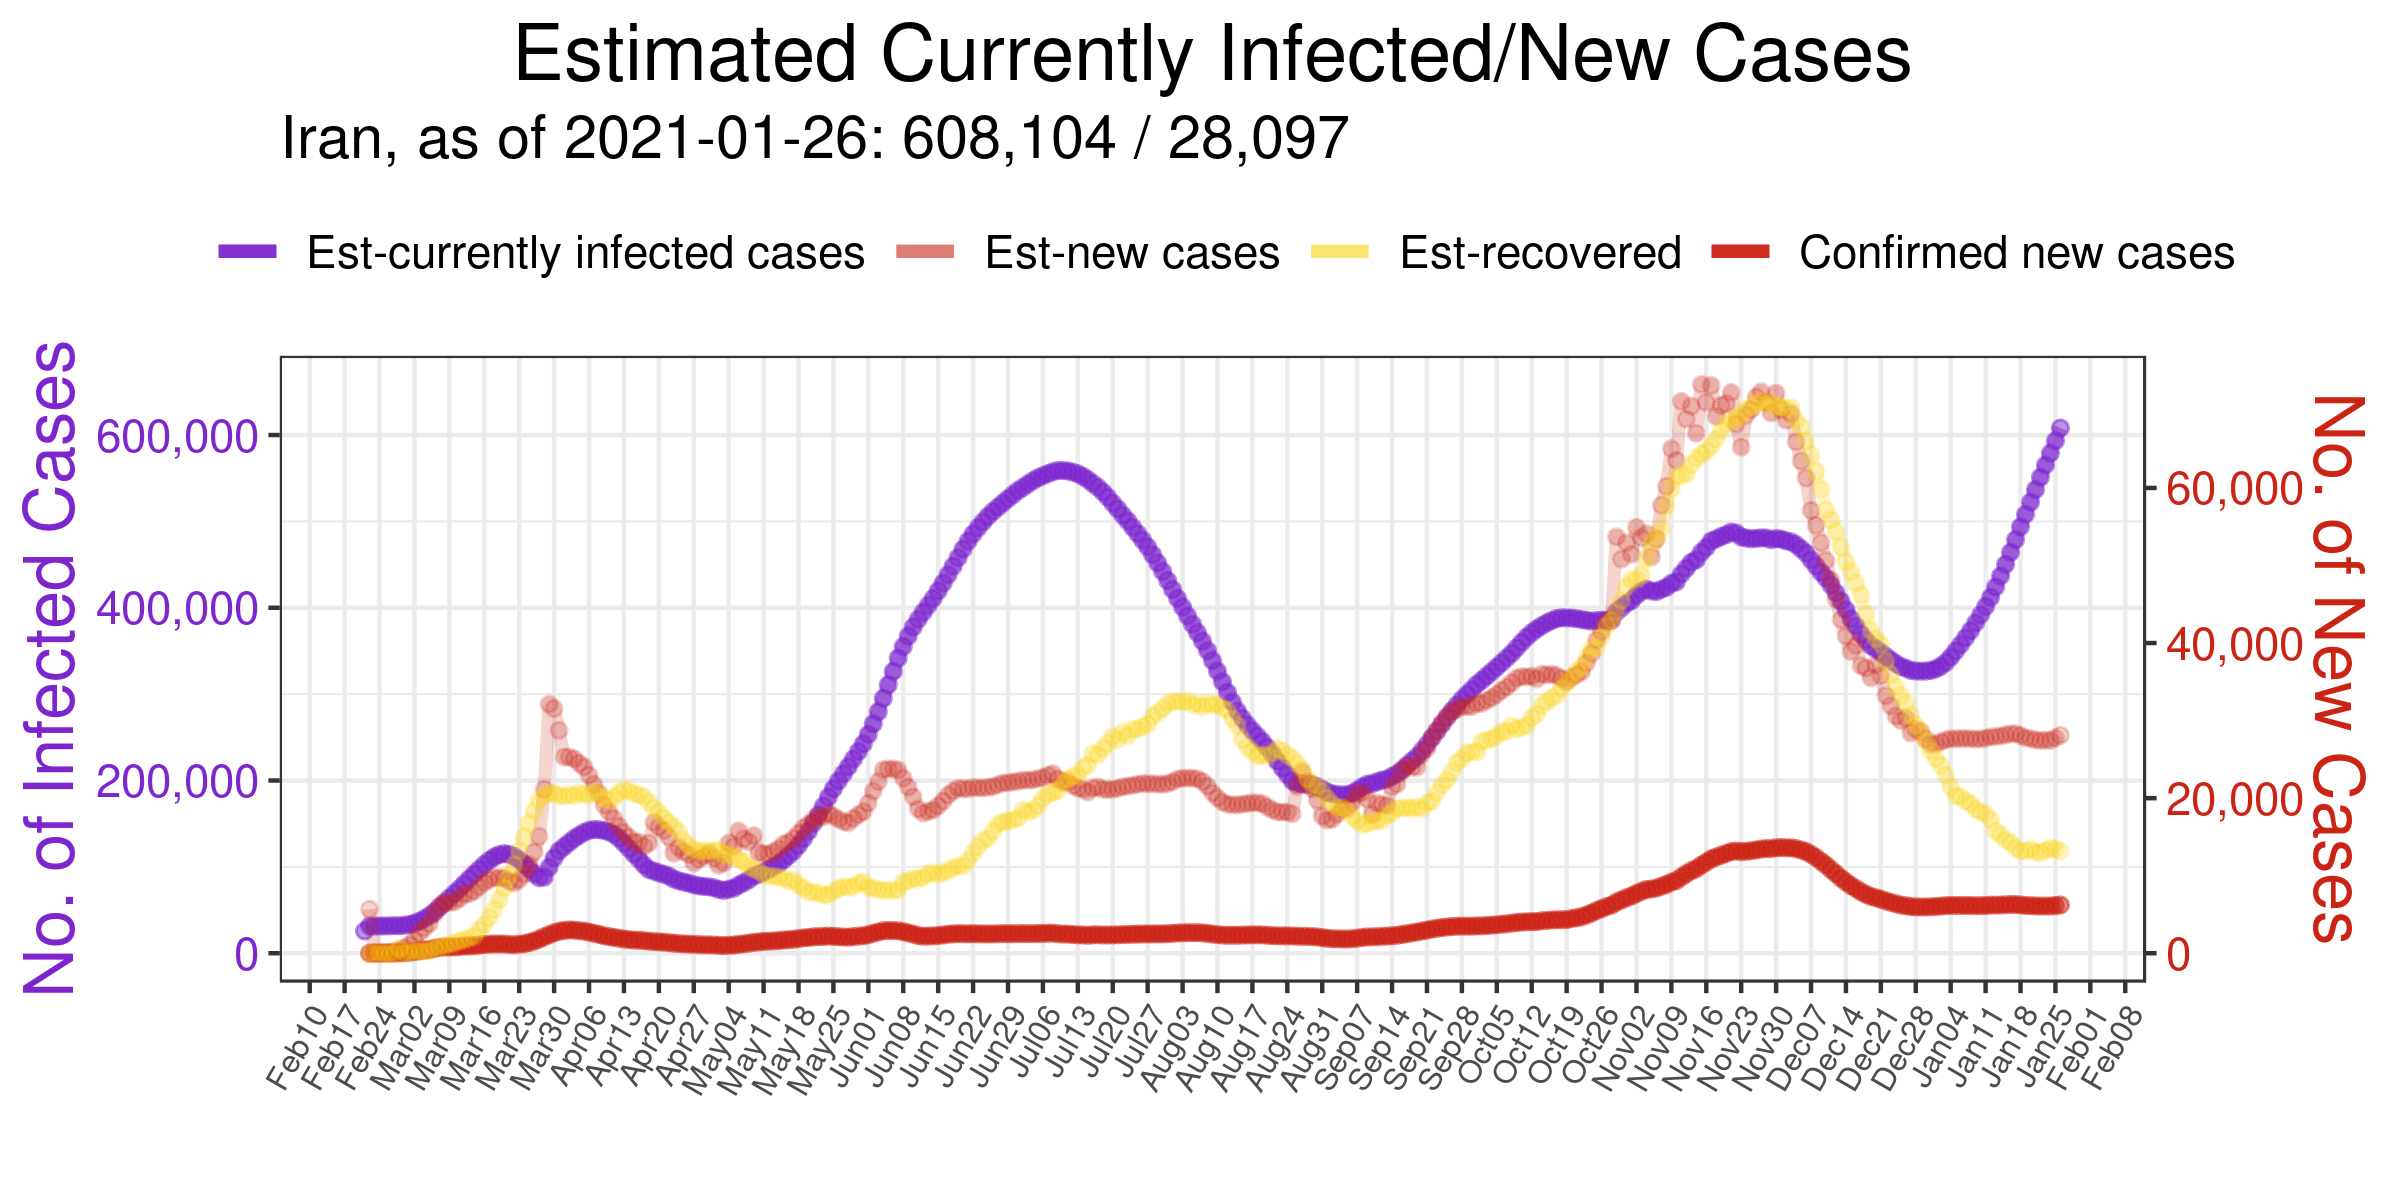 Estimated Currently Infected/New Cases
Iran, as of 2021-01-26: 608,104 / 28,097
Est-currently infected cases Est-new cases Est-recovered Confirmed new cases
No. of Infected Cases
600,000
400,000
200,000
0
No. of New Cases
60,000
40,000
20,000
0
Feb10 Feb17 Feb24 Mar02 Mar09 Mar16 Mar23 Mar30 Apr06 Apr13 Apr20 Apr27 May04 May11 May18 May25 Jun01 Jun08 Jun15 Jun22 Jun29 Jul06 Jul13 Jul20 Jul27 Aug03 Aug10 Aug17 Aug24 Aug31 Sep07 Sep14 Sep21 Sep28 Oct05 Oct12 Oct19 Oct26 Nov02 Nov09 Nov16 Nov23 Nov30 Dec07 Dec14 Dec21 Dec28 Jan04 Jan11 Jan18 Jan25 Feb01 Feb08